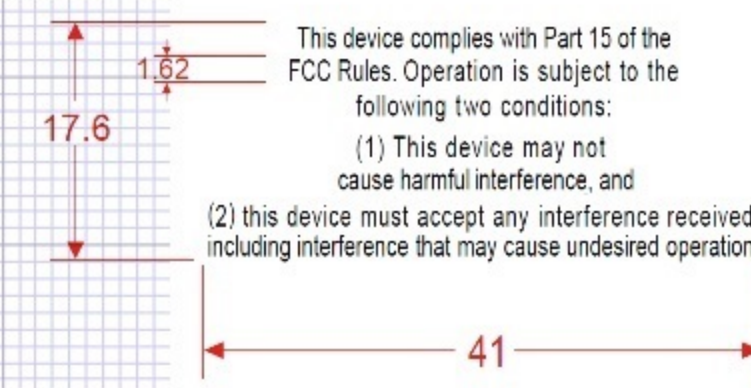 This device complies with Part 15 of the
1.62
FCC Rules. Operation is subject to the
following two conditions:
17.6
(1) This device may not
cause harmful interference, and
(2) this device must accept any interference received
including interference that may cause undesired operation
41